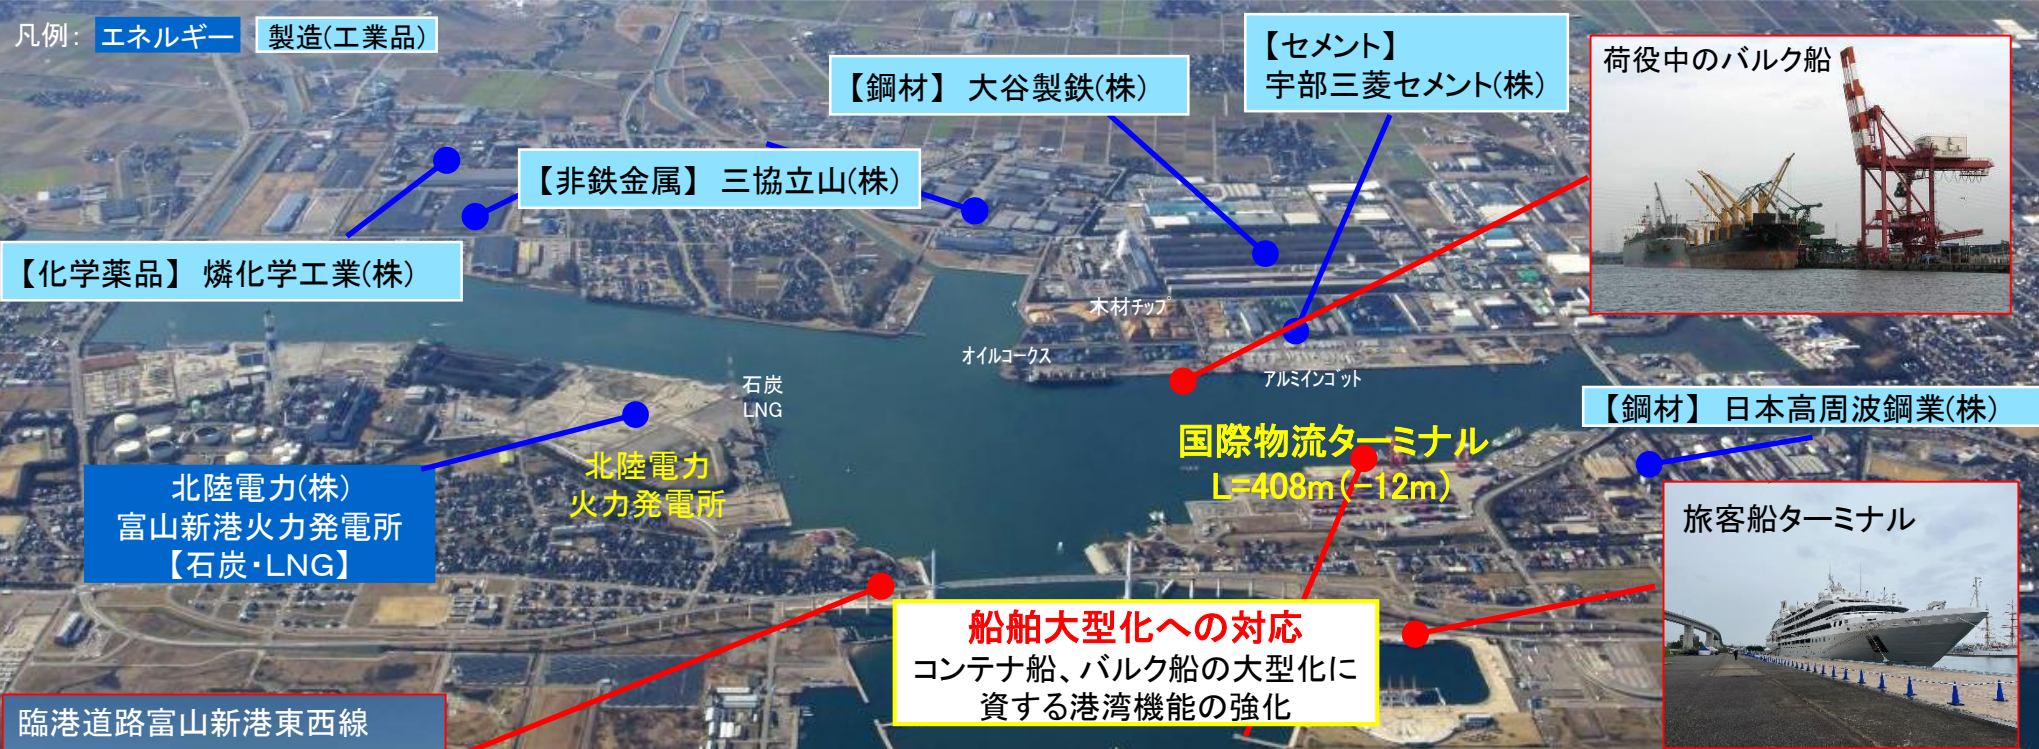 凡例：
エネルギー
製造(工業品)
【セメント】
宇部三菱セメント(株)
荷役中のバルク船
【鋼材】 大谷製鉄(株)
【非鉄金属】 三協立山(株)
【化学薬品】 燐化学工業(株)
木材チップ
オイルコークス
アルミインゴット
石炭
LNG
【鋼材】 日本高周波鋼業(株)
国際物流ターミナル
L=408m(-12m)
北陸電力
火力発電所
北陸電力(株)
富山新港火力発電所
【石炭・LNG】
旅客船ターミナル
船舶大型化への対応
コンテナ船、バルク船の大型化に
資する港湾機能の強化
臨港道路富山新港東西線